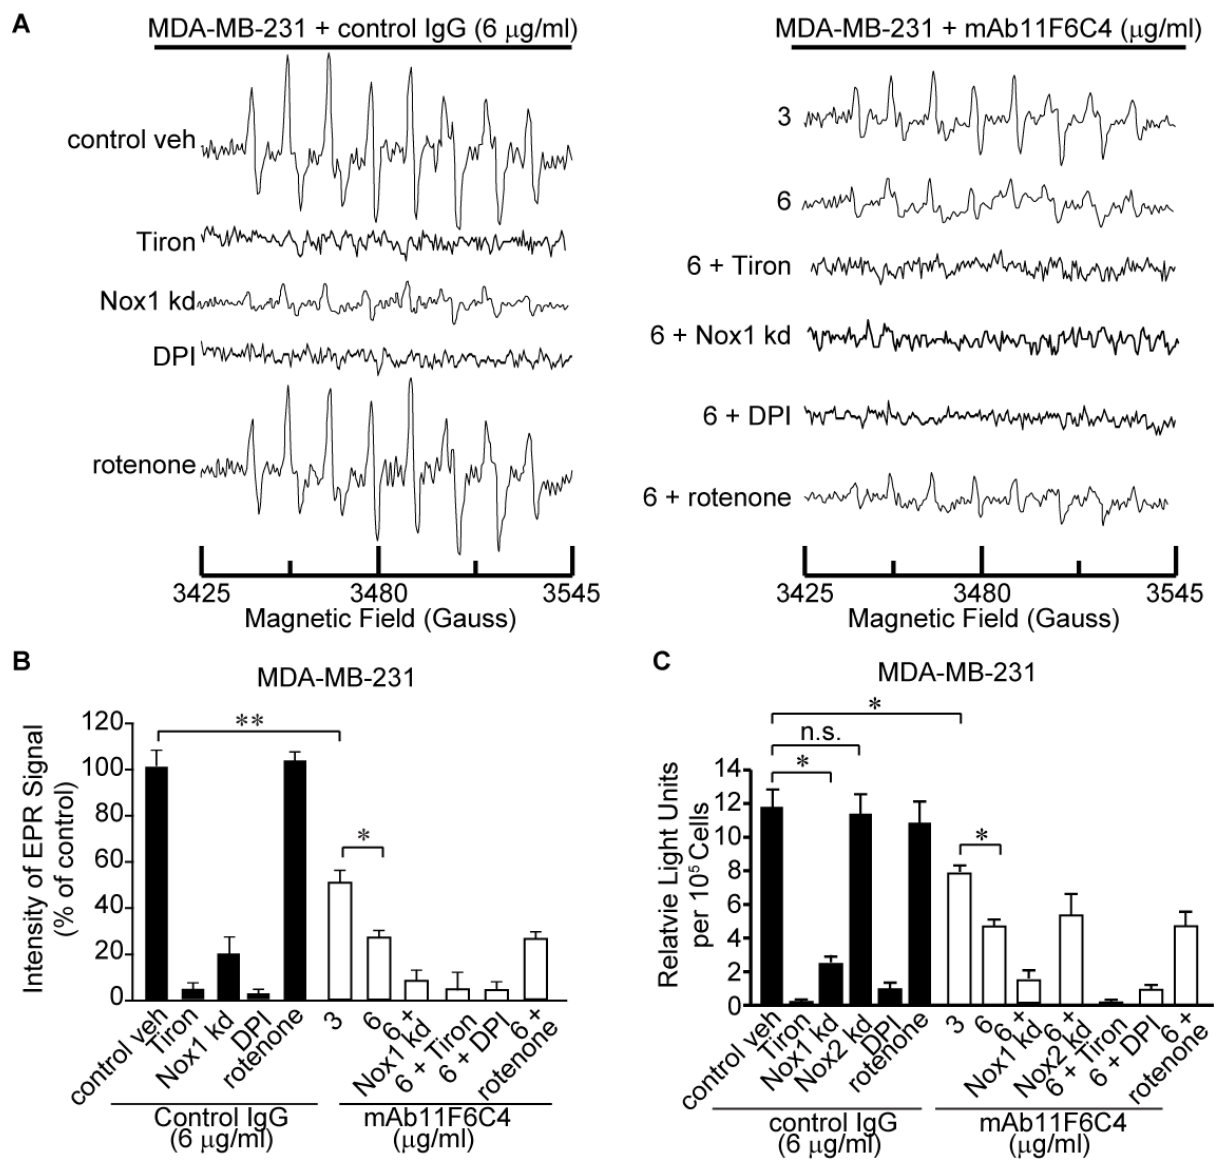 A
MDA-MB-231 + control IgG (6 μg/ml)
control veh
Tiron
Nox1 kd
DPI
rotenone
3425 3480 3545
Magnetic Field (Gauss)
MDA-MB-231 + mAb11F6C4 (μg/ml)
3
6
6 + Tiron
6 + Nox1 kd
6 + DPI
6 + rotenone
3425 3480 3545
Magnetic Field (Gauss)
B
MDA-MB-231
Intensity of EPR Signal
(% of control)
120
100
80
60
40
20
0
**
*
control veh
Tiron
Nox1 kd
DPI
rotenone
3
6
6 +
Nox1 kd
6 + Tiron
6 + DPI
6 +
rotenone
Control IgG
(6 μg/ml)
mAb11F6C4
(μg/ml)
C
MDA-MB-231
Relatvie Light Units
per 10⁵ Cells
14
12
10
8
6
4
2
0
*
n.s.
*
*
control veh
Tiron
Nox1 kd
Nox2 kd
DPI
rotenone
3
6
6 +
Nox1 kd
6 +
Nox2 kd
6 + Tiron
6 + DPI
6 +
rotenone
control IgG
(6 μg/ml)
mAb11F6C4
(μg/ml)